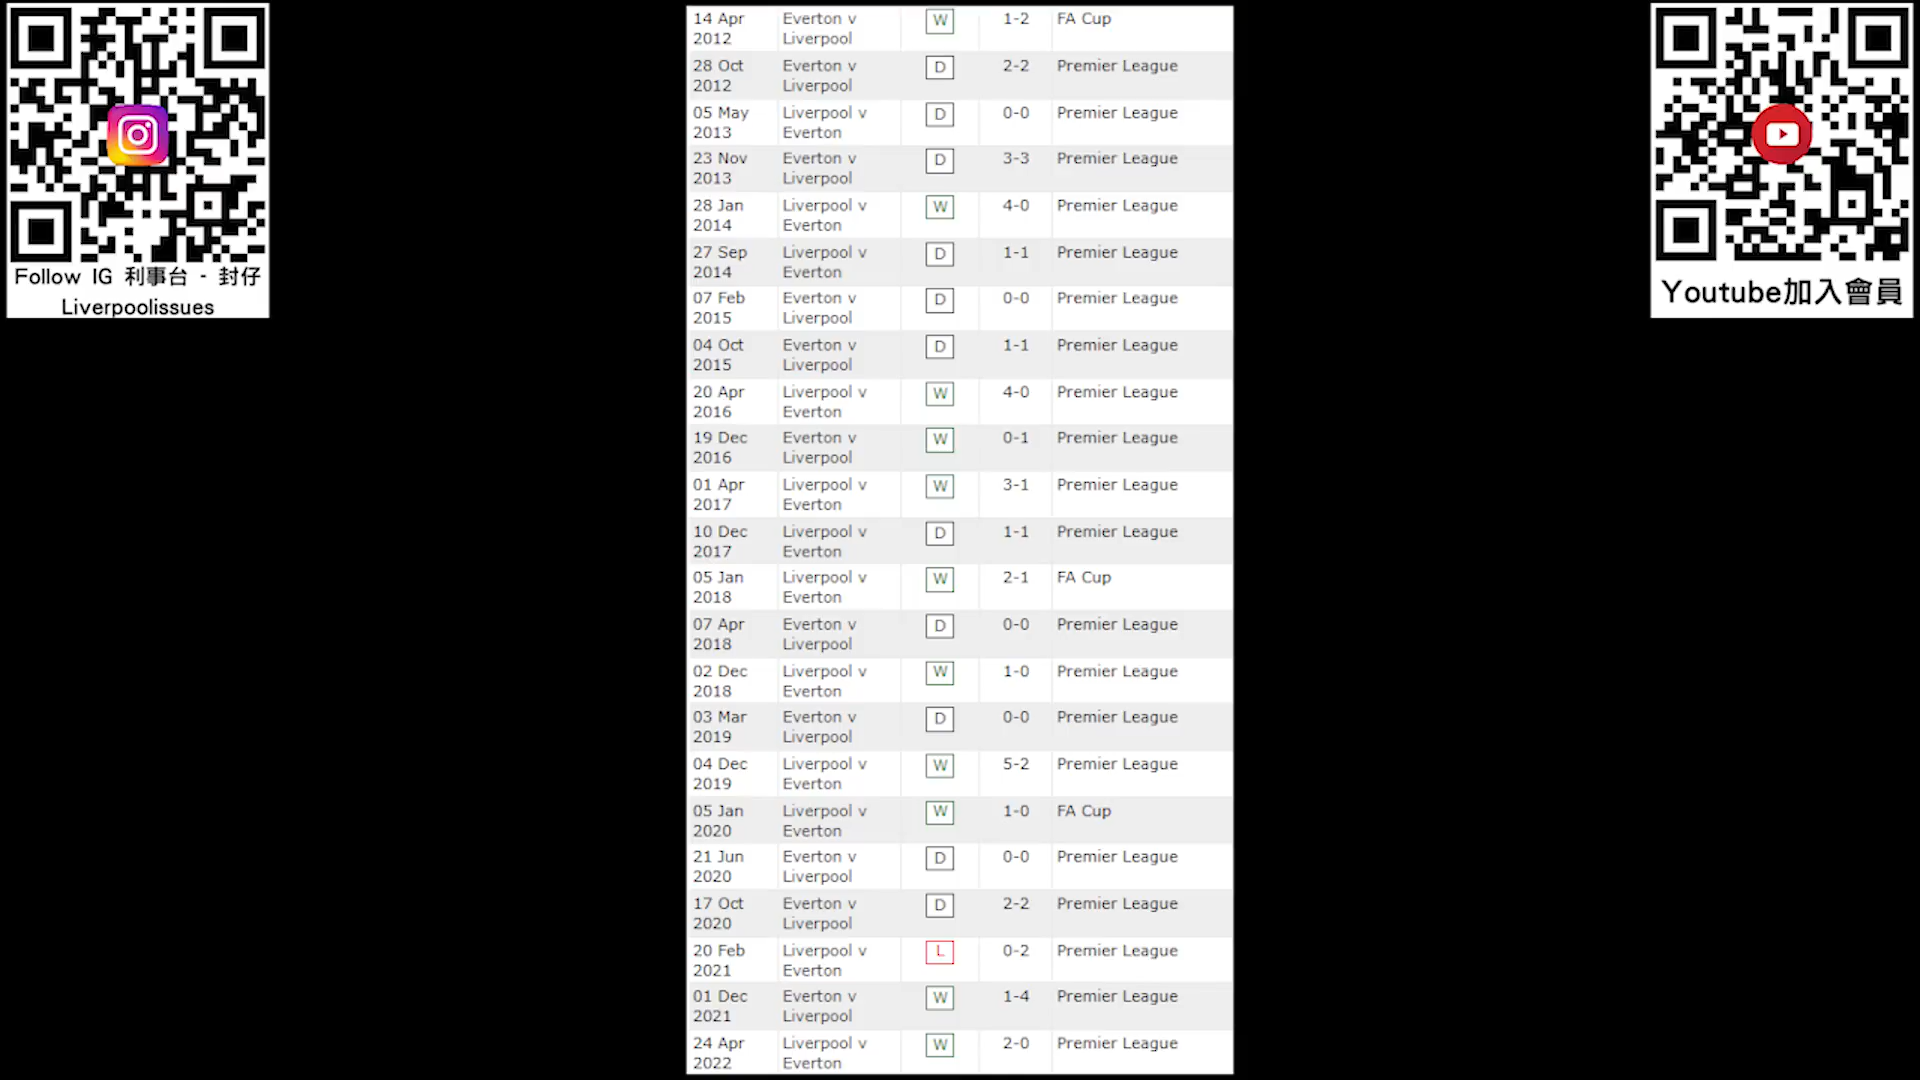 14 Apr 2012 Everton v Liverpool W 1-2 FA Cup
28 Oct 2012 Everton v Liverpool D 2-2 Premier League
05 May 2013 Liverpool v Everton D 0-0 Premier League
23 Nov 2013 Everton v Liverpool D 3-3 Premier League
28 Jan 2014 Liverpool v Everton W 4-0 Premier League
27 Sep 2014 Liverpool v Everton D 1-1 Premier League
07 Feb 2015 Everton v Liverpool D 0-0 Premier League
04 Oct 2015 Everton v Liverpool D 1-1 Premier League
20 Apr 2016 Liverpool v Everton W 4-0 Premier League
19 Dec 2016 Everton v Liverpool W 0-1 Premier League
01 Apr 2017 Liverpool v Everton W 3-1 Premier League
10 Dec 2017 Liverpool v Everton D 1-1 Premier League
05 Jan 2018 Liverpool v Everton W 2-1 FA Cup
07 Apr 2018 Everton v Liverpool D 0-0 Premier League
02 Dec 2018 Liverpool v Everton W 1-0 Premier League
03 Mar 2019 Everton v Liverpool D 0-0 Premier League
04 Dec 2019 Liverpool v Everton W 5-2 Premier League
05 Jan 2020 Liverpool v Everton W 1-0 FA Cup
21 Jun 2020 Everton v Liverpool D 0-0 Premier League
17 Oct 2020 Everton v Liverpool D 2-2 Premier League
20 Feb 2021 Liverpool v Everton L 0-2 Premier League
01 Dec 2021 Everton v Liverpool W 1-4 Premier League
24 Apr 2022 Liverpool v Everton W 2-0 Premier League
Follow IG 利事台 - 封仔
Liverpoolissues
Youtube加入會員